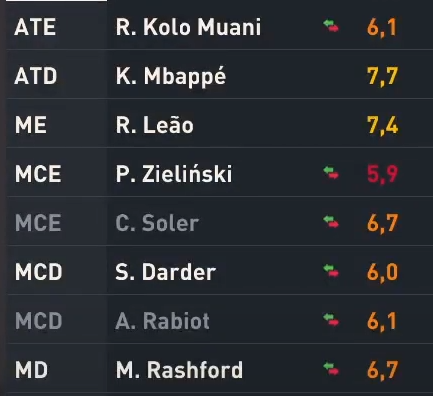 ATE R. Kolo Muani 6,1
ATD K. Mbappé 7,7
ME R. Leão 7,4
MCE P. Zieliński 5,9
MCE C. Soler 6,7
MCD S. Darder 6,0
MCD A. Rabiot 6,1
MD M. Rashford 6,7